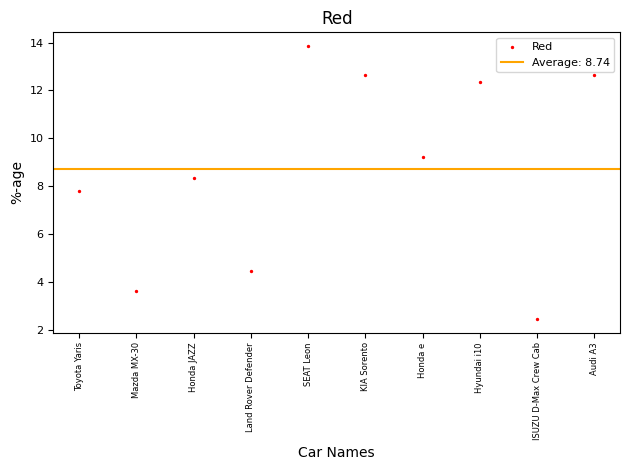 Red
Red
Average: 8.74
%-age
14
12
10
8
6
4
2
Toyota Yaris
Mazda MX-30
Honda JAZZ
Land Rover Defender
SEAT Leon
KIA Sorento
Honda e
Hyundai i10
ISUZU D-Max Crew Cab
Audi A3
Car Names